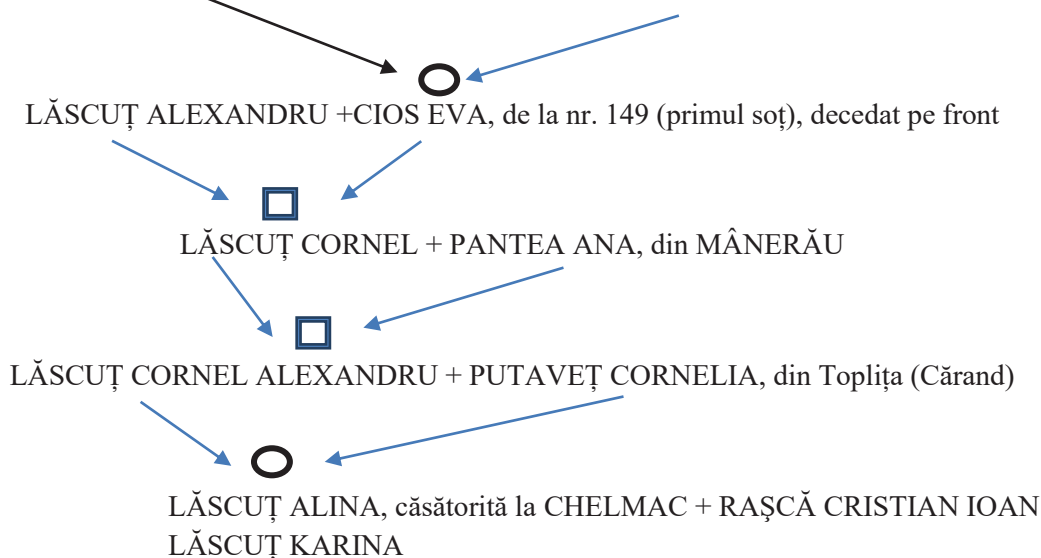 LĂSCUȚ ALEXANDRU +CIOS EVA, de la nr. 149 (primul soț), decedat pe front
LĂSCUȚ CORNEL + PANTEA ANA, din MÂNERĂU
LĂSCUȚ CORNEL ALEXANDRU + PUTAVEȚ CORNELIA, din Toplița (Cărand)
LĂSCUȚ ALINA, căsătorită la CHELMAC + RAŞCĂ CRISTIAN IOAN
LĂSCUȚ KARINA